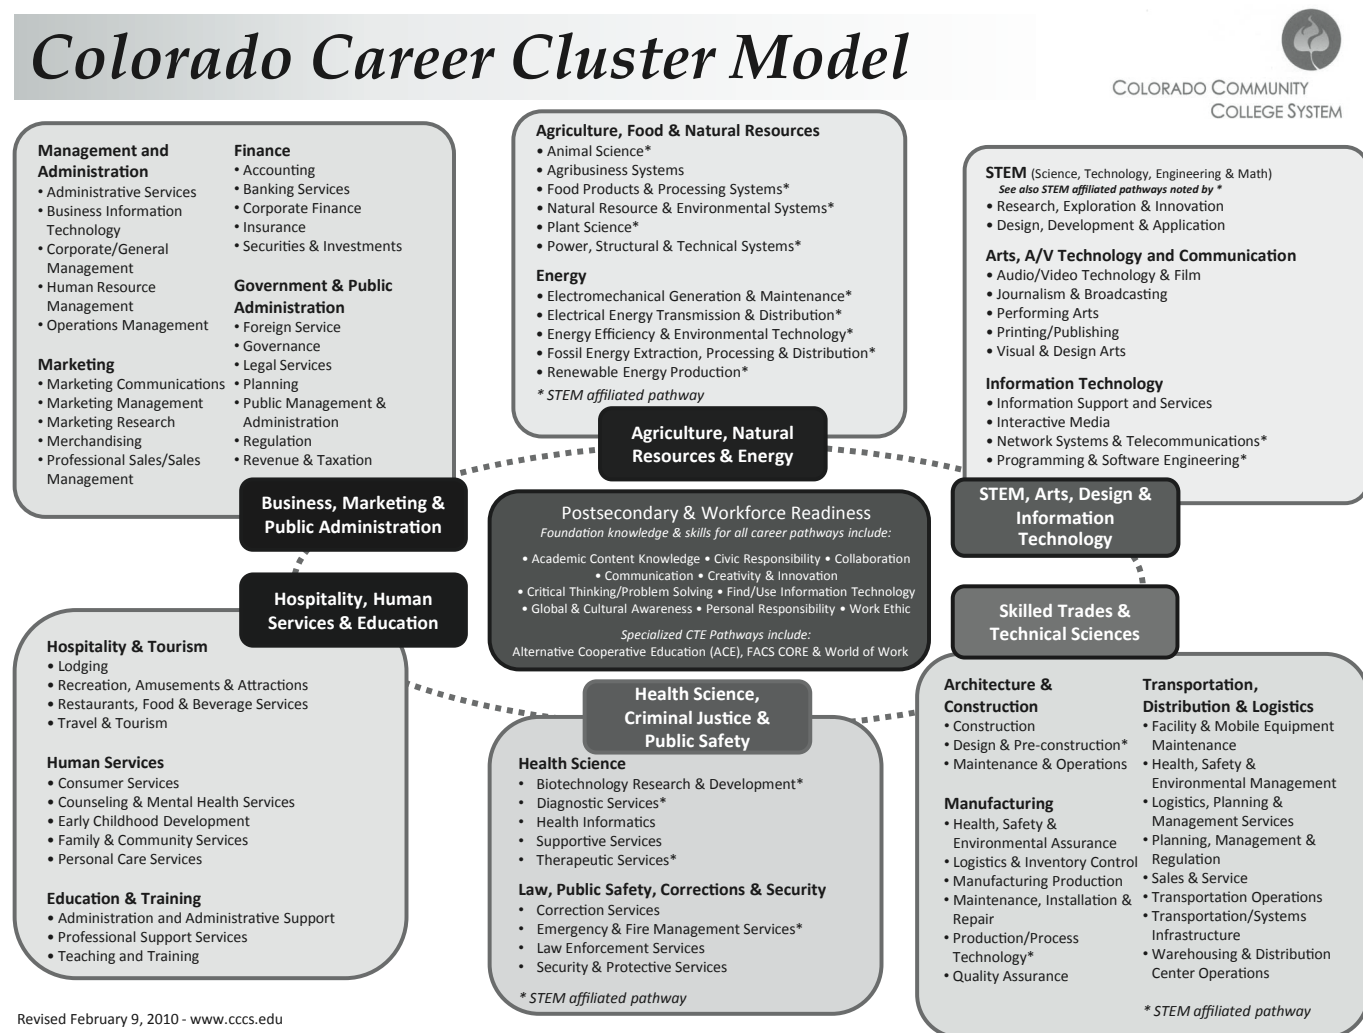 Colorado Career Cluster Model
COLORADO COMMUNITY
COLLEGE SYSTEM
Management and
Administration
• Administrative Services
• Business Information
Technology
• Corporate/General
Management
• Human Resource
Management
• Operations Management
Marketing
• Marketing Communications
• Marketing Management
• Marketing Research
• Merchandising
• Professional Sales/Sales
Management
Finance
• Accounting
• Banking Services
• Corporate Finance
• Insurance
• Securities & Investments
Government & Public
Administration
• Foreign Service
• Governance
• Legal Services
• Planning
• Public Management &
Administration
• Regulation
• Revenue & Taxation
Business, Marketing &
Public Administration
Agriculture, Food & Natural Resources
• Animal Science*
• Agribusiness Systems
• Food Products & Processing Systems*
• Natural Resource & Environmental Systems*
• Plant Science*
• Power, Structural & Technical Systems*
Energy
• Electromechanical Generation & Maintenance*
• Electrical Energy Transmission & Distribution*
• Energy Efficiency & Environmental Technology*
• Fossil Energy Extraction, Processing & Distribution*
• Renewable Energy Production*
* STEM affiliated pathway
Agriculture, Natural
Resources & Energy
STEM (Science, Technology, Engineering & Math)
See also STEM affiliated pathways noted by *
• Research, Exploration & Innovation
• Design, Development & Application
Arts, A/V Technology and Communication
• Audio/Video Technology & Film
• Journalism & Broadcasting
• Performing Arts
• Printing/Publishing
• Visual & Design Arts
Information Technology
• Information Support and Services
• Interactive Media
• Network Systems & Telecommunications*
• Programming & Software Engineering*
STEM, Arts, Design &
Information
Technology
Postsecondary & Workforce Readiness
Foundation knowledge & skills for all career pathways include:
• Academic Content Knowledge • Civic Responsibility • Collaboration
• Communication • Creativity & Innovation
• Critical Thinking/Problem Solving • Find/Use Information Technology
• Global & Cultural Awareness • Personal Responsibility • Work Ethic
Specialized CTE Pathways include:
Alternative Cooperative Education (ACE), FACS CORE & World of Work
Hospitality, Human
Services & Education
Hospitality & Tourism
• Lodging
• Recreation, Amusements & Attractions
• Restaurants, Food & Beverage Services
• Travel & Tourism
Human Services
• Consumer Services
• Counseling & Mental Health Services
• Early Childhood Development
• Family & Community Services
• Personal Care Services
Education & Training
• Administration and Administrative Support
• Professional Support Services
• Teaching and Training
Health Science,
Criminal Justice &
Public Safety
Health Science
• Biotechnology Research & Development*
• Diagnostic Services*
• Health Informatics
• Supportive Services
• Therapeutic Services*
Law, Public Safety, Corrections & Security
• Correction Services
• Emergency & Fire Management Services*
• Law Enforcement Services
• Security & Protective Services
* STEM affiliated pathway
Skilled Trades &
Technical Sciences
Architecture &
Construction
• Construction
• Design & Pre-construction*
• Maintenance & Operations
Manufacturing
• Health, Safety &
Environmental Assurance
• Logistics & Inventory Control
• Manufacturing Production
• Maintenance, Installation &
Repair
• Production/Process
Technology*
• Quality Assurance
Transportation,
Distribution & Logistics
• Facility & Mobile Equipment
Maintenance
• Health, Safety &
Environmental Management
• Logistics, Planning &
Management Services
• Planning, Management &
Regulation
• Sales & Service
• Transportation Operations
• Transportation/Systems
Infrastructure
• Warehousing & Distribution
Center Operations
* STEM affiliated pathway
Revised February 9, 2010 - www.cccs.edu